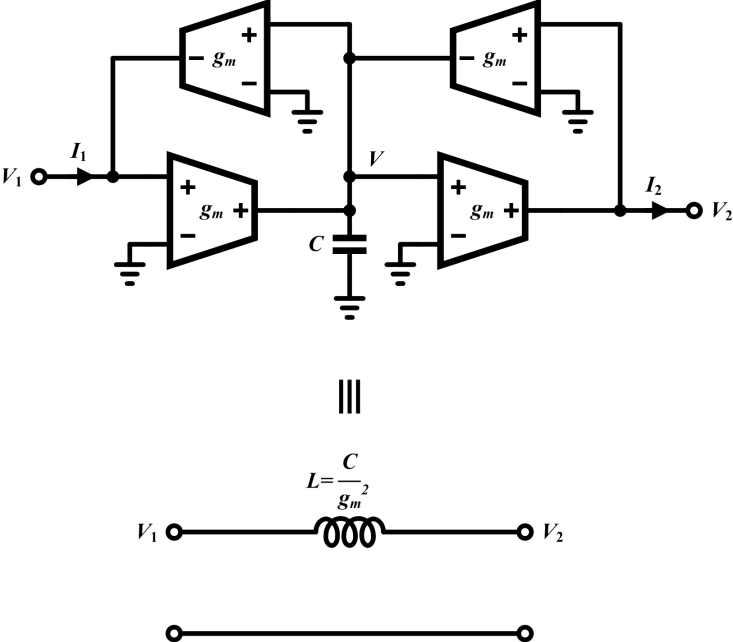 + +
− gₘ − gₘ
− −
I₁
V₁ V
+ + I₂
gₘ + gₘ + V₂
− C −
L= C / gₘ²
V₁ V₂